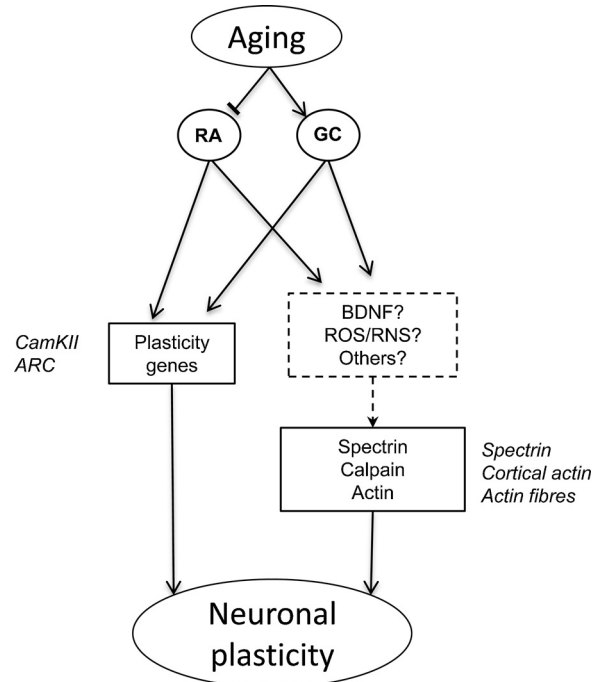 Aging
RA
GC
BDNF?
ROS/RNS?
Others?
CamKII
ARC
Plasticity
genes
Spectrin
Calpain
Actin
Spectrin
Cortical actin
Actin fibres
Neuronal
plasticity